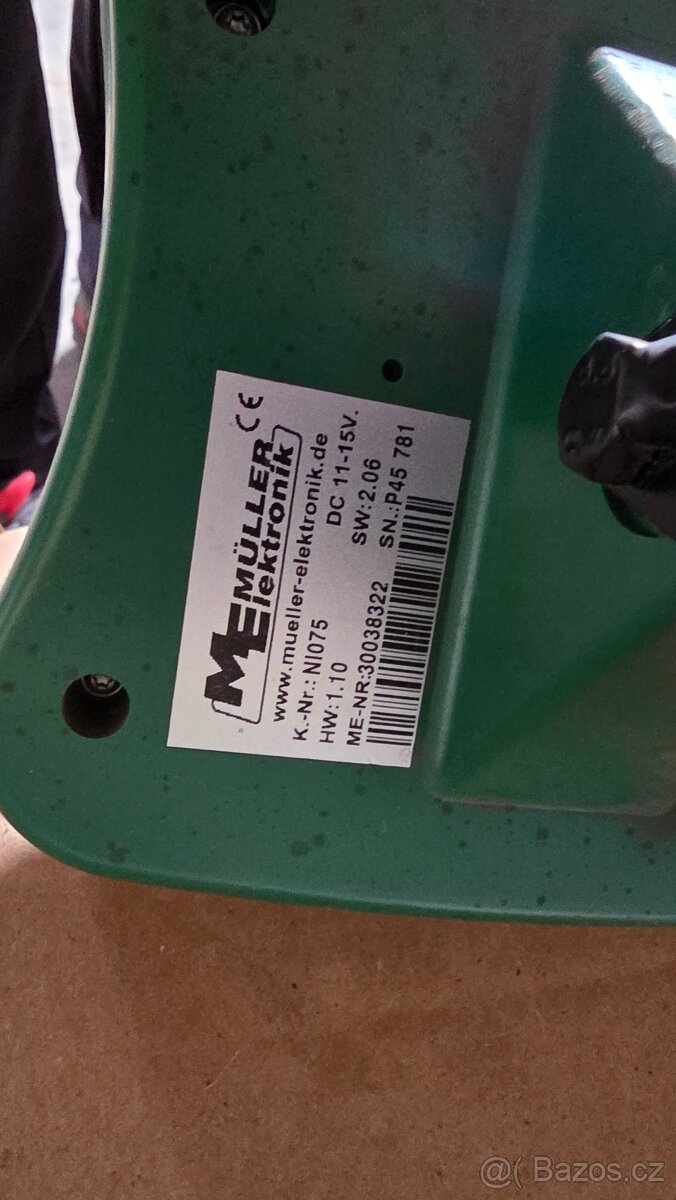 ME MÜLLER
Elektronik
CE
www.mueller-elektronik.de
K.-Nr.: NI075 DC 11-15V.
HW:1.10 SW:2.06
ME-NR:30038322 SN.:P45 781
@( Bazos.cz